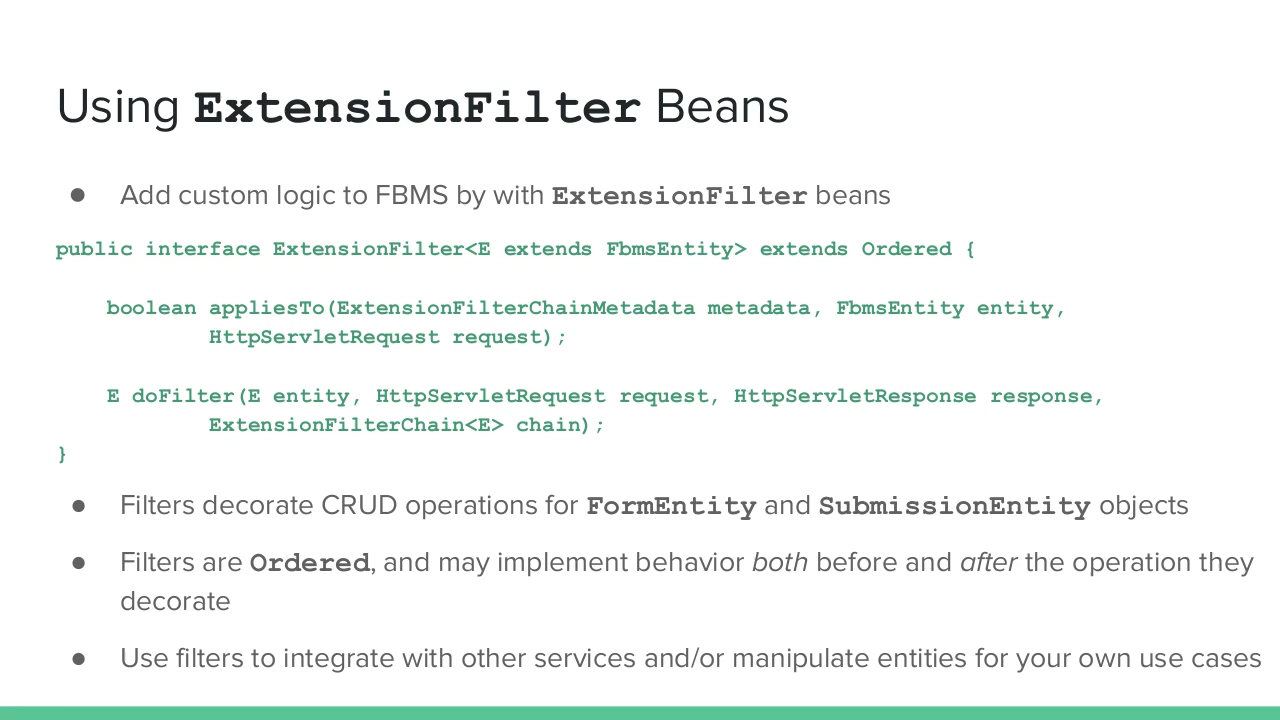 Using ExtensionFilter Beans
● Add custom logic to FBMS by with ExtensionFilter beans
public interface ExtensionFilter<E extends FbmsEntity> extends Ordered {
    boolean appliesTo(ExtensionFilterChainMetadata metadata, FbmsEntity entity,
            HttpServletRequest request);
    E doFilter(E entity, HttpServletRequest request, HttpServletResponse response,
            ExtensionFilterChain<E> chain);
}
● Filters decorate CRUD operations for FormEntity and SubmissionEntity objects
● Filters are Ordered, and may implement behavior both before and after the operation they
decorate
● Use filters to integrate with other services and/or manipulate entities for your own use cases